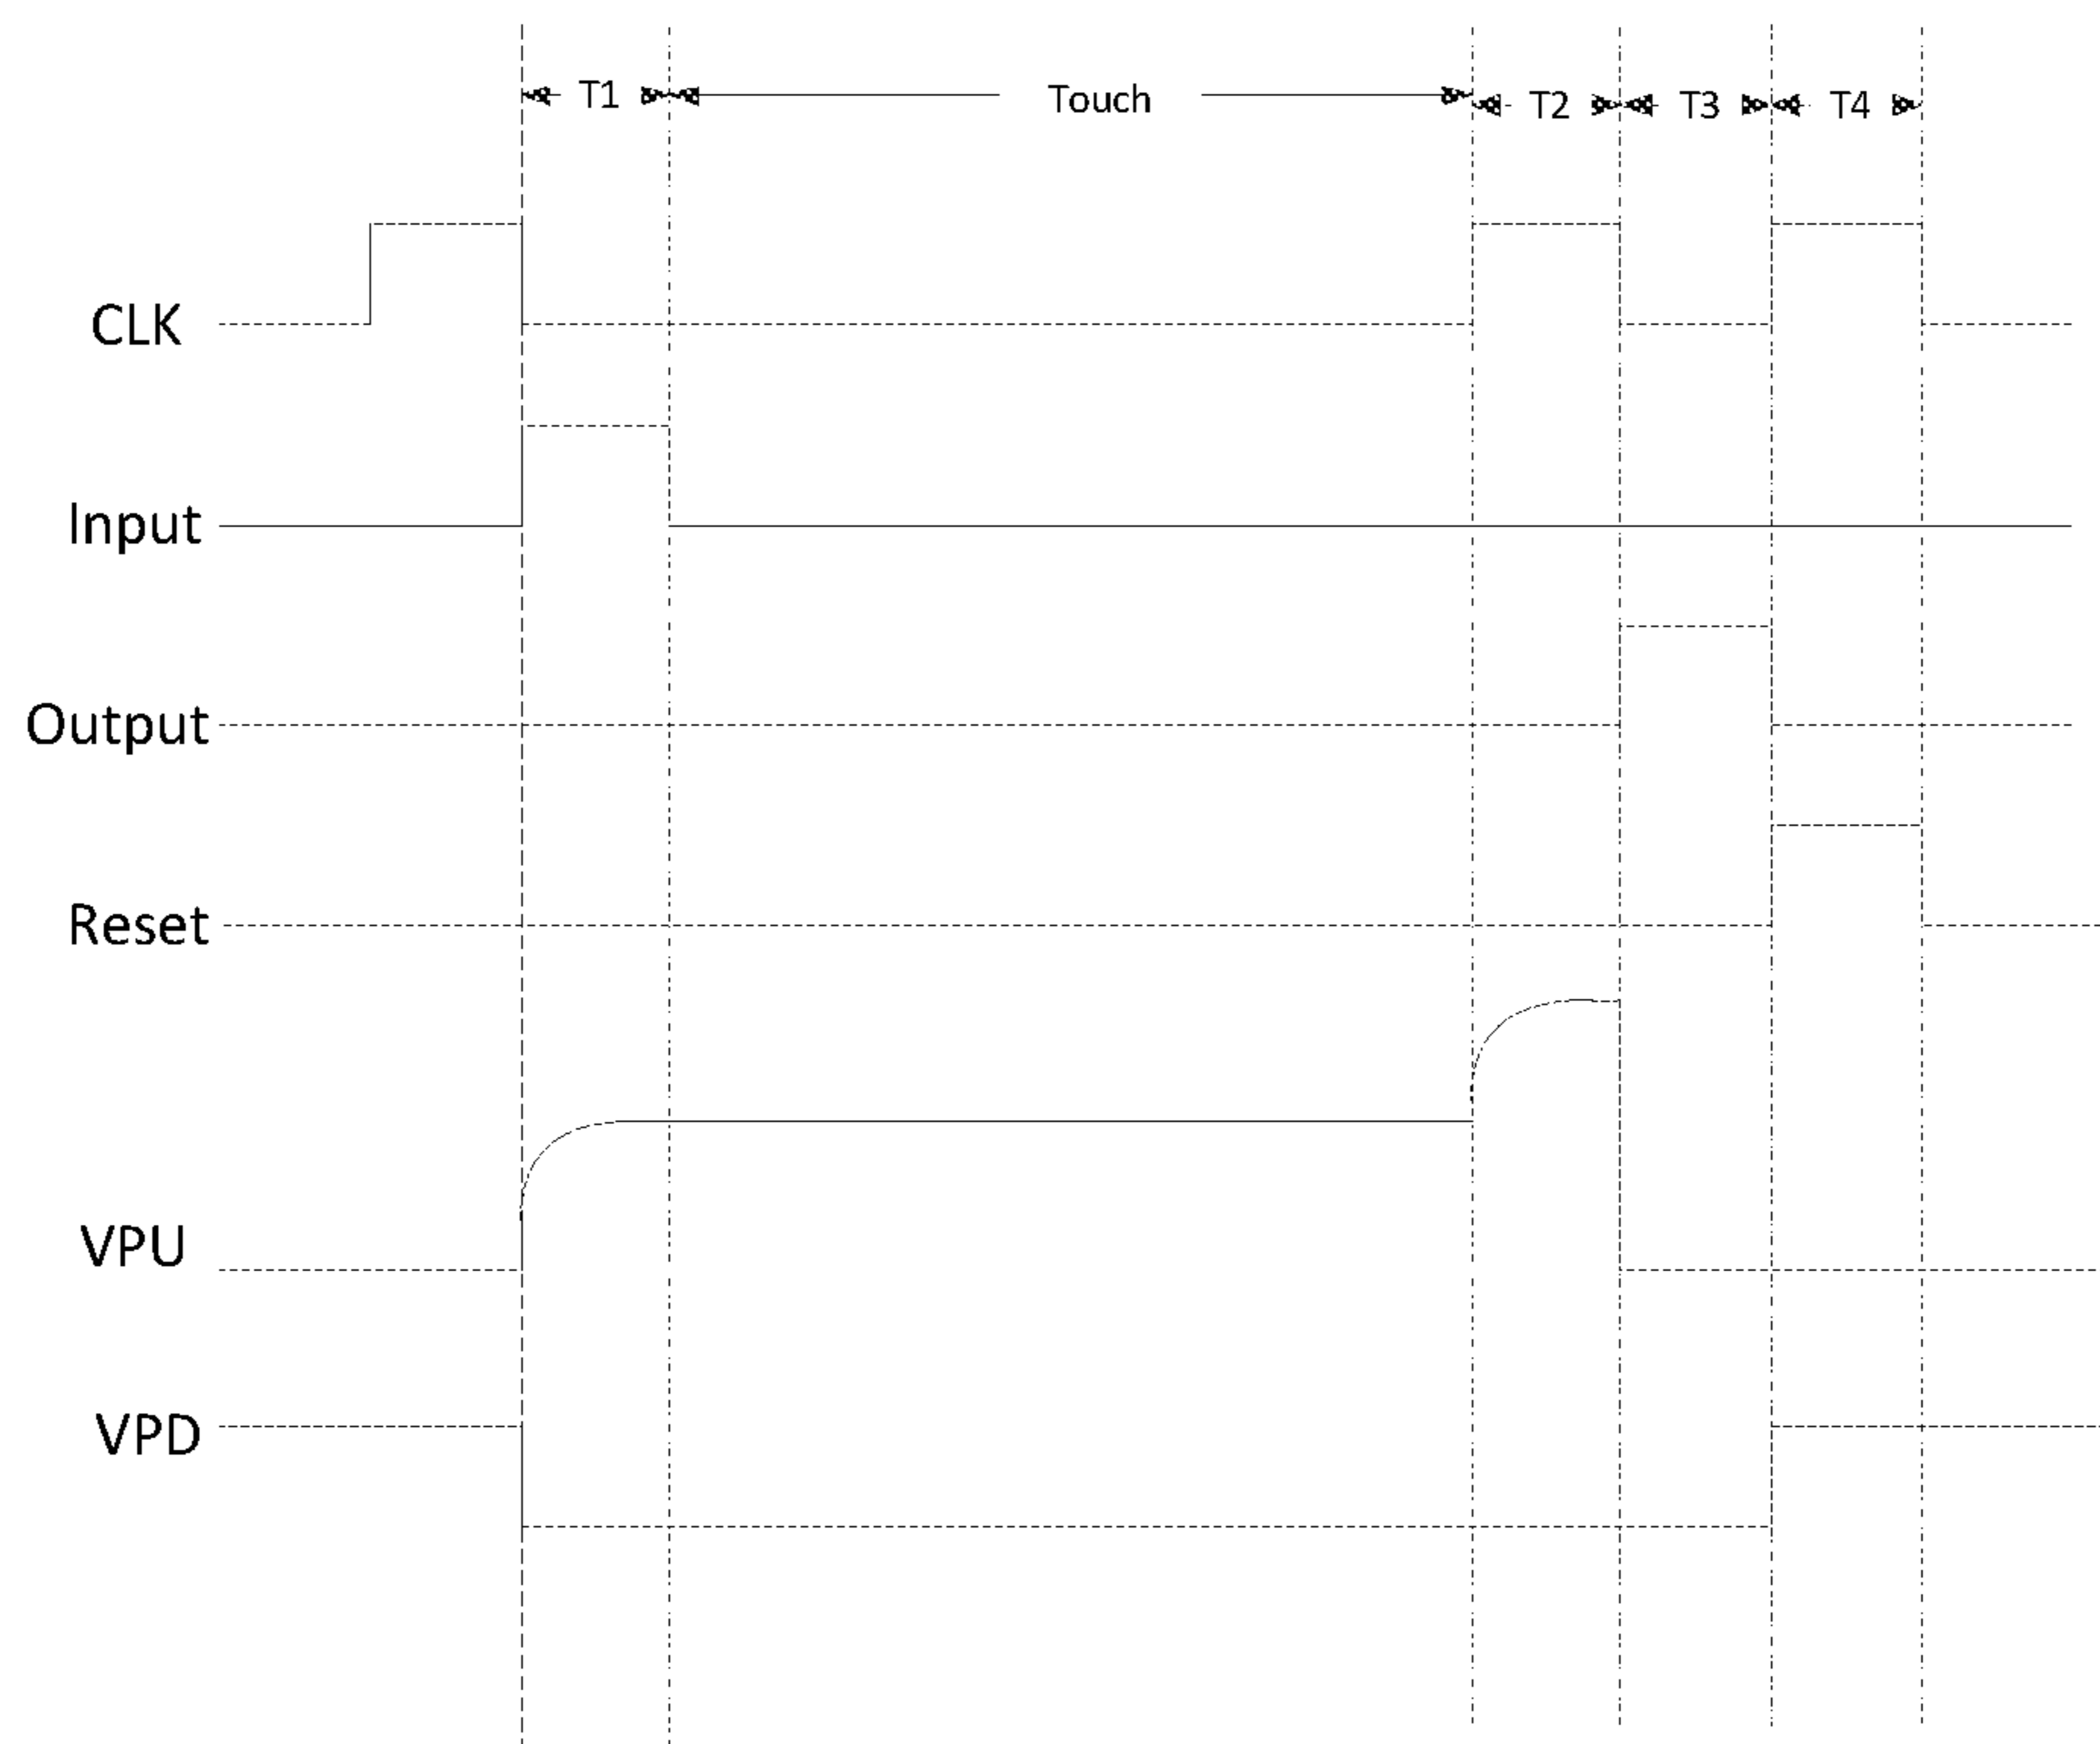 T1
Touch
T2
T3
T4
CLK
Input
Output
Reset
VPU
VPD